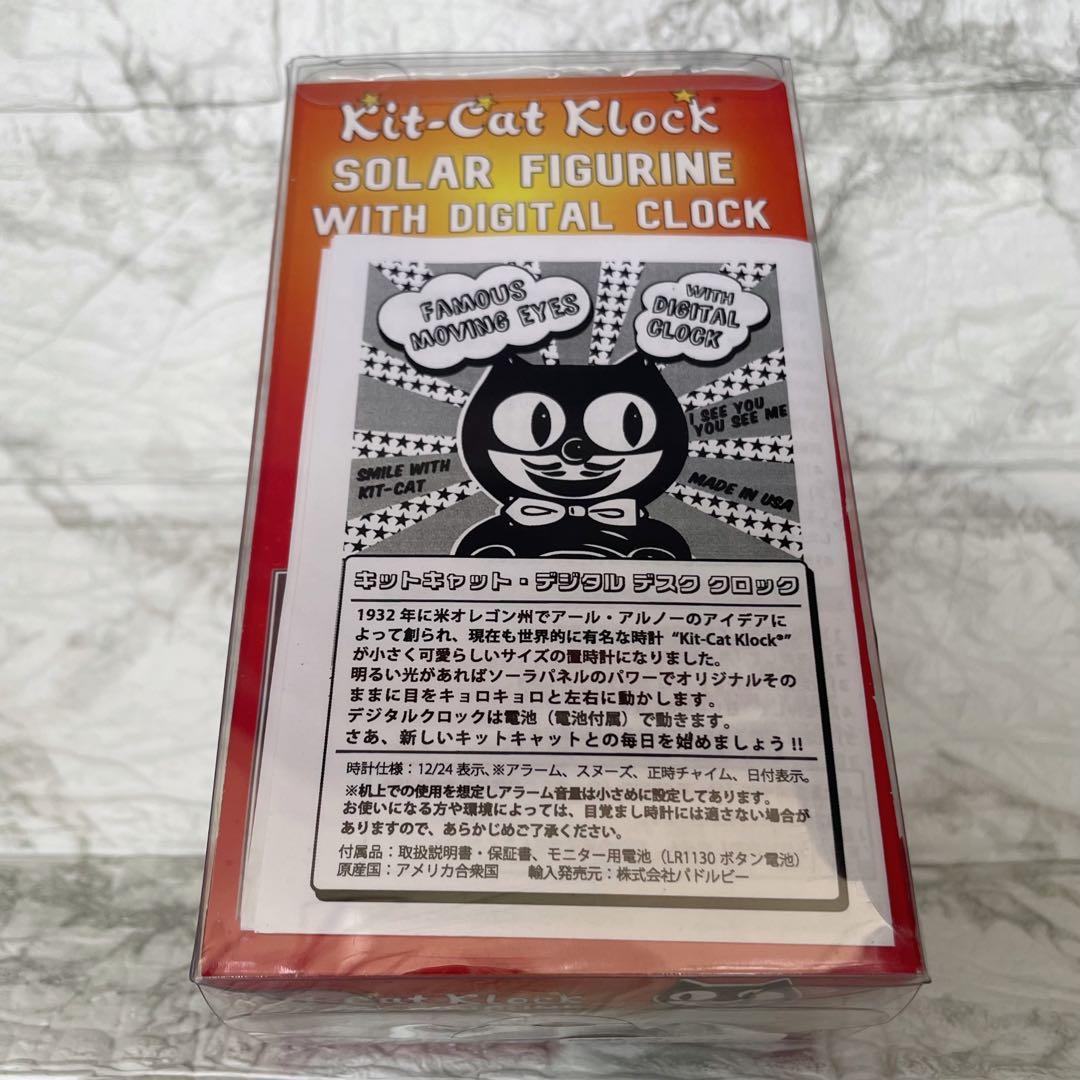 Kit-Cat Klock
SOLAR FIGURINE
WITH DIGITAL CLOCK
FAMOUS
MOVING EYES
WITH
DIGITAL
CLOCK
I SEE YOU
YOU SEE ME
SMILE WITH
KIT-CAT
MADE IN USA
キットキャット・デジタル デスク クロック
1932 年に米オレゴン州でアール・アルノーのアイデアに
よって創られ、現在も世界的に有名な時計 “Kit-Cat Klock®”
が小さく可愛らしいサイズの置時計になりました。
明るい光があればソーラパネルのパワーでオリジナルその
ままに目をキョロキョロと左右に動かします。
デジタルクロックは電池（電池付属）で動きます。
さあ、新しいキットキャットとの毎日を始めましょう !!
時計仕様：12/24 表示、※アラーム、スヌーズ、正時チャイム、日付表示。
※机上での使用を想定しアラーム音量は小さめに設定してあります。
お使いになる方や環境によっては、目覚まし時計には適さない場合が
ありますので、あらかじめご了承ください。
付属品：取扱説明書・保証書、モニター用電池（LR1130 ボタン電池）
原産国：アメリカ合衆国 輸入発売元：株式会社パドルビー
Kit-Cat Klock